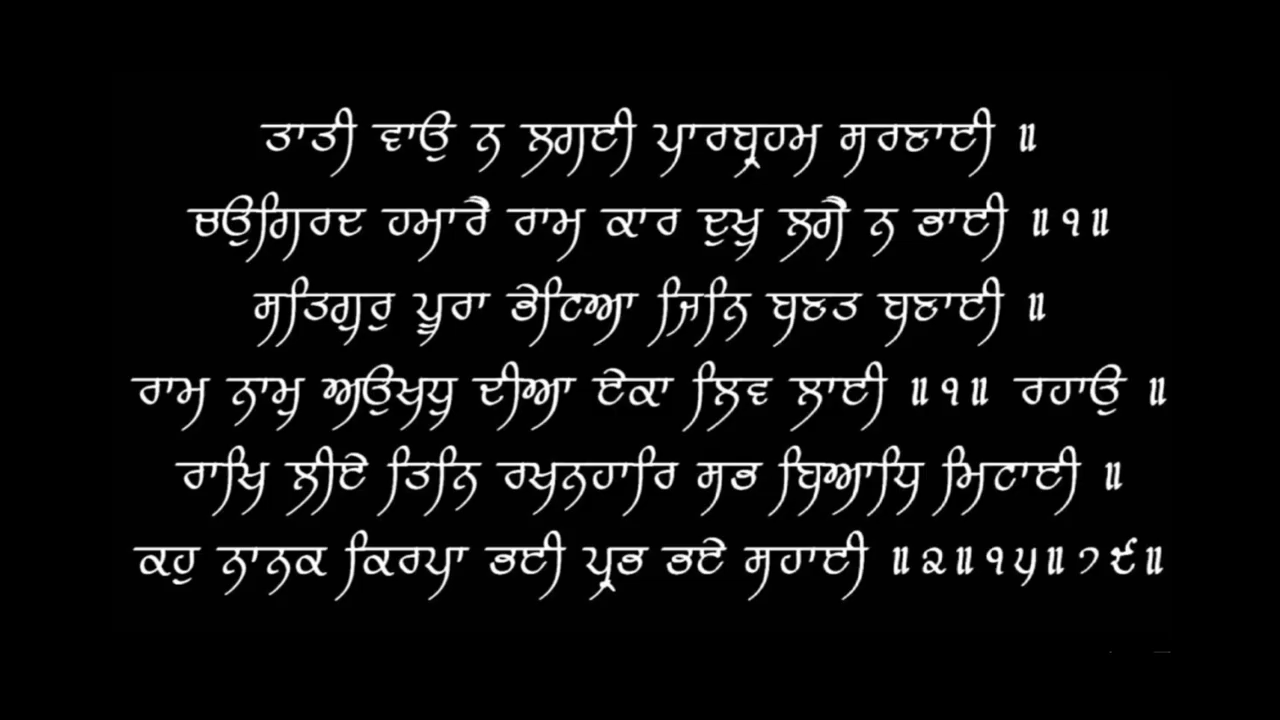 ਤਾਤੀ ਵਾਉ ਨ ਲਗਈ ਪਾਰਬ੍ਰਹਮ ਸਰਣਾਈ ॥
ਚਉਗਿਰਦ ਹਮਾਰੈ ਰਾਮ ਕਾਰ ਦੁਖੁ ਲਗੈ ਨ ਭਾਈ ॥੧॥
ਸਤਿਗੁਰੁ ਪੂਰਾ ਭੇਟਿਆ ਜਿਨਿ ਬਣਤ ਬਣਾਈ ॥
ਰਾਮ ਨਾਮੁ ਅਉਖਧੁ ਦੀਆ ਏਕਾ ਲਿਵ ਲਾਈ ॥੧॥ ਰਹਾਉ ॥
ਰਾਖਿ ਲੀਏ ਤਿਨਿ ਰਖਨਹਾਰਿ ਸਭ ਬਿਆਧਿ ਮਿਟਾਈ ॥
ਕਹੁ ਨਾਨਕ ਕਿਰਪਾ ਭਈ ਪ੍ਰਭ ਭਏ ਸਹਾਈ ॥੨॥੧੫॥੭੯॥